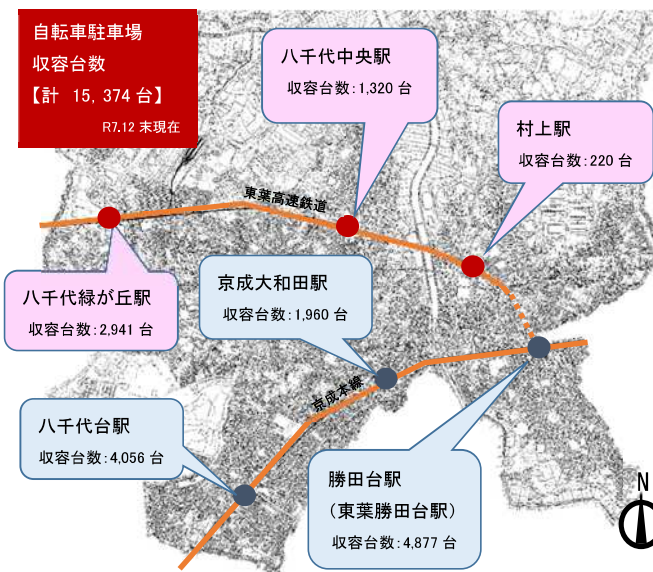 自転車駐車場
収容台数
【計 15,374 台】
R7.12 末現在
八千代中央駅
収容台数:1,320 台
村上駅
収容台数:220 台
東葉高速鉄道
八千代緑が丘駅
収容台数:2,941 台
京成大和田駅
収容台数:1,960 台
京成本線
八千代台駅
収容台数:4,056 台
勝田台駅
(東葉勝田台駅)
収容台数:4,877 台
N